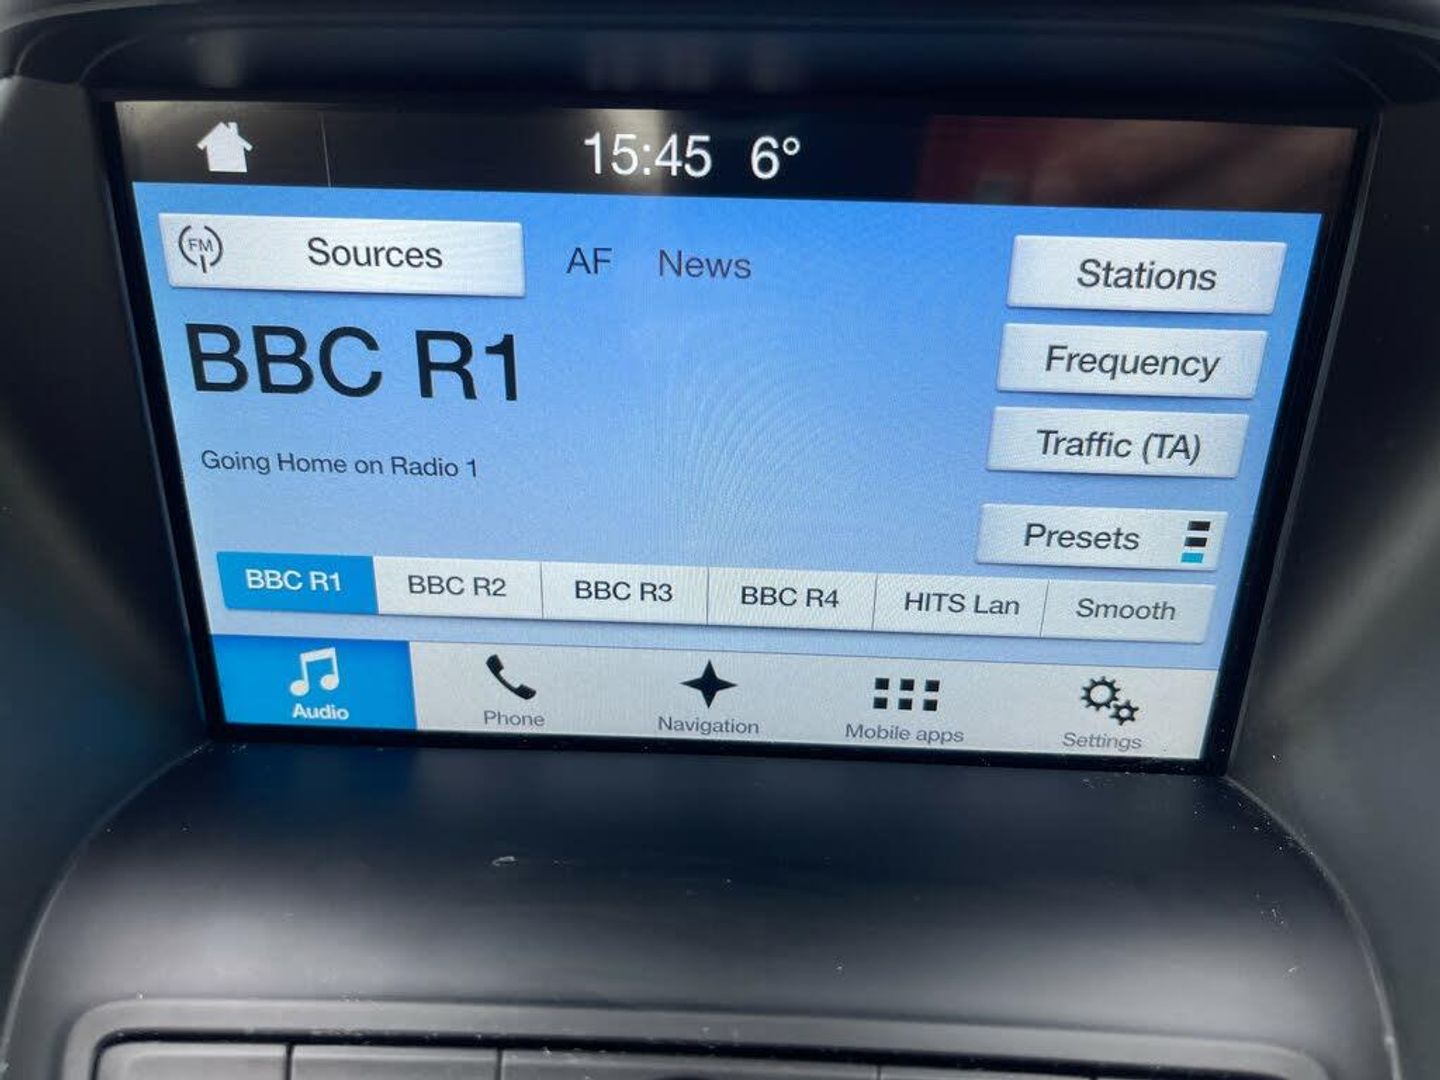 15:45 6°
FM Sources AF News Stations
BBC R1
Frequency
Traffic (TA)
Going Home on Radio 1
Presets
BBC R1 BBC R2 BBC R3 BBC R4 HITS Lan Smooth
Audio Phone Navigation Mobile apps Settings